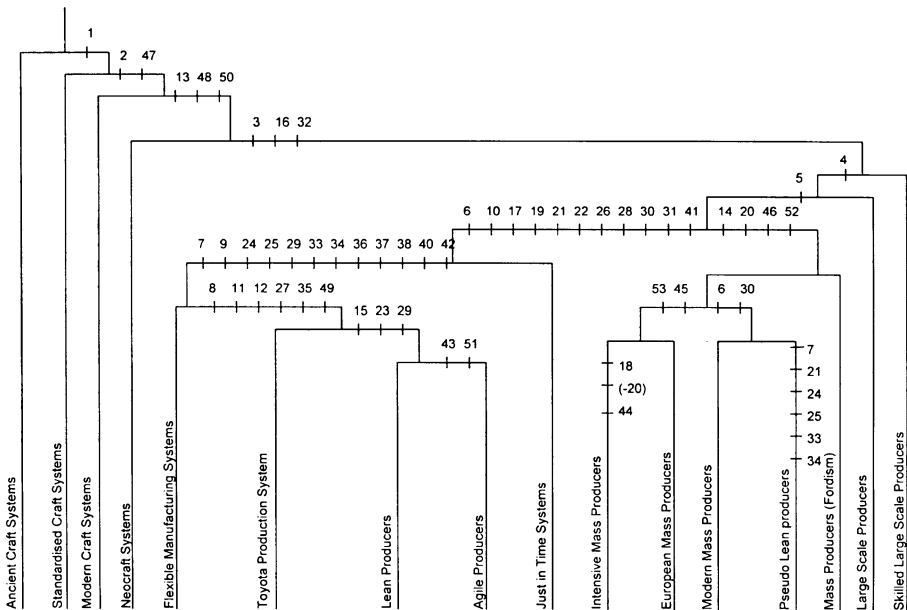 1
2 47
13 48 50
3 16 32
4
5
6 10 17 19 21 22 26 28 30 31 41 14 20 46 52
7 9 24 25 29 33 34 36 37 38 40 42
8 11 12 27 35 49
53 45 6 30
15 23 29
43 51
18
(-20)
44
7
21
24
25
33
34
Ancient Craft Systems
Standardised Craft Systems
Modern Craft Systems
Neocraft Systems
Flexible Manufacturing Systems
Toyota Production System
Lean Producers
Agile Producers
Just in Time Systems
Intensive Mass Producers
European Mass Producers
Modern Mass Producers
Pseudo Lean producers
Mass Producers (Fordism)
Large Scale Producers
Skilled Large Scale Producers